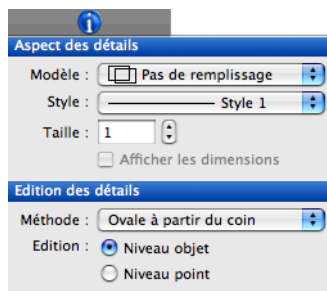 Aspect des détails
Modèle : Pas de remplissage
Style : Style 1
Taille : 1
Afficher les dimensions
Edition des détails
Méthode : Ovale à partir du coin
Edition : Niveau objet
Niveau point